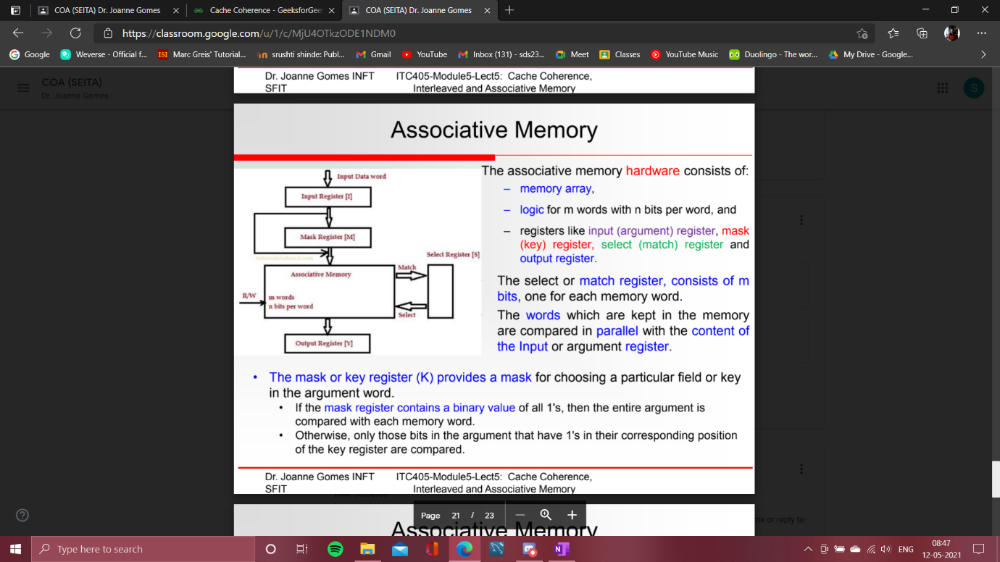 COA (SEITA) Dr. Joanne Gomes
Cache Coherence - GeeksforGee
COA (SEITA) Dr. Joanne Gomes
https://classroom.google.com/u/1/c/MjU4OTkzODE1NDM0
Google
Weverse - Official f...
ISI Marc Greis' Tutorial...
srushti shinde: Publ...
Gmail
YouTube
Inbox (131) - sds23...
Meet
Classes
YouTube Music
Duolingo - The wor...
My Drive - Google...
COA (SEITA)
Dr. Joanne Gomes
S
Dr. Joanne Gomes INFT ITC405-Module5-Lect5: Cache Coherence,
SFIT Interleaved and Associative Memory
Associative Memory
Input Data word
Input Register [I]
Mask Register [M]
Select Register [S]
Associative Memory
Match
R/W
m words
n bits per word
Select
Output Register [Y]
The associative memory hardware consists of:
– memory array,
– logic for m words with n bits per word, and
– registers like input (argument) register, mask
(key) register, select (match) register and
output register.
The select or match register, consists of m
bits, one for each memory word.
The words which are kept in the memory
are compared in parallel with the content of
the Input or argument register.
• The mask or key register (K) provides a mask for choosing a particular field or key
in the argument word.
• If the mask register contains a binary value of all 1's, then the entire argument is
compared with each memory word.
• Otherwise, only those bits in the argument that have 1's in their corresponding position
of the key register are compared.
Dr. Joanne Gomes INFT ITC405-Module5-Lect5: Cache Coherence,
SFIT Interleaved and Associative Memory
Page 21 / 23
or reply to
Associative Memory
Type here to search
ENG
08:47
12-05-2021